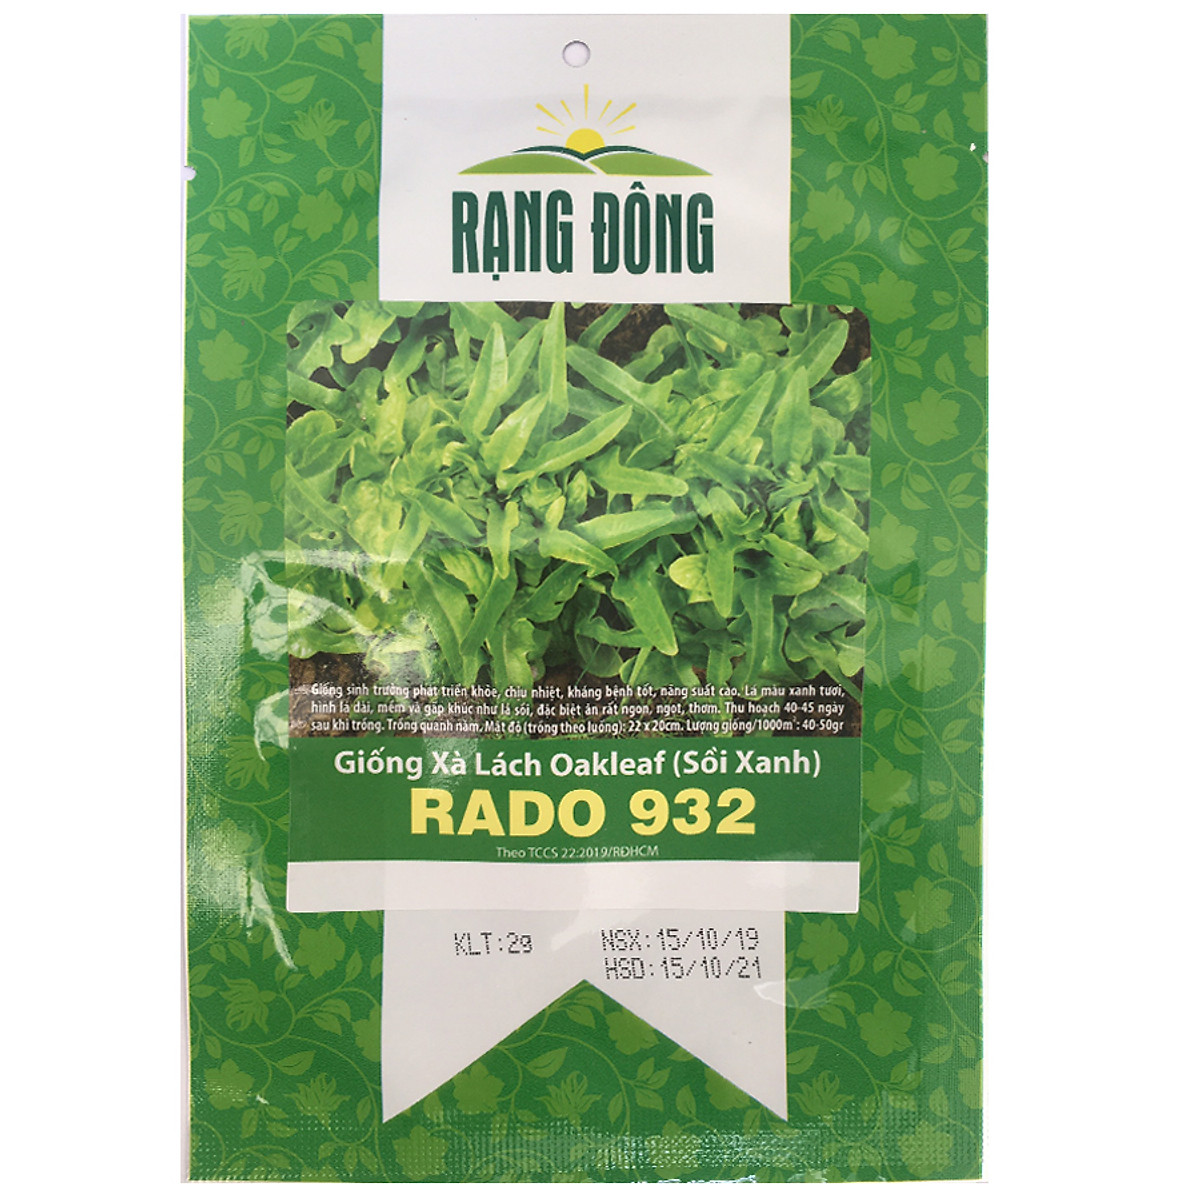 RẠNG ĐÔNG
Giống sinh trưởng phát triển khỏe, chịu nhiệt, kháng bệnh tốt, năng suất cao. Lá màu xanh tươi,
hình lá dài, mềm và gấp khúc như lá sồi, đặc biệt ăn rất ngon, ngọt, thơm. Thu hoạch 40-45 ngày
sau khi trồng. Trồng quanh năm. Mật độ (trồng theo luống): 22 x 20cm. Lượng giống/1000m²: 40-50gr
Giống Xà Lách Oakleaf (Sồi Xanh)
RADO 932
Theo TCCS 22:2019/RĐHCM
KLT:2g NSX:15/10/19
HSD:15/10/21